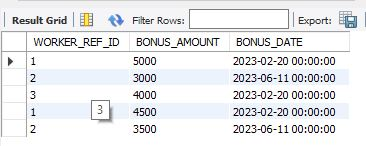 Result Grid Filter Rows: Export:
WORKER_REF_ID BONUS_AMOUNT BONUS_DATE
1 5000 2023-02-20 00:00:00
2 3000 2023-06-11 00:00:00
3 4000 2023-02-20 00:00:00
1 3 4500 2023-02-20 00:00:00
2 3500 2023-06-11 00:00:00